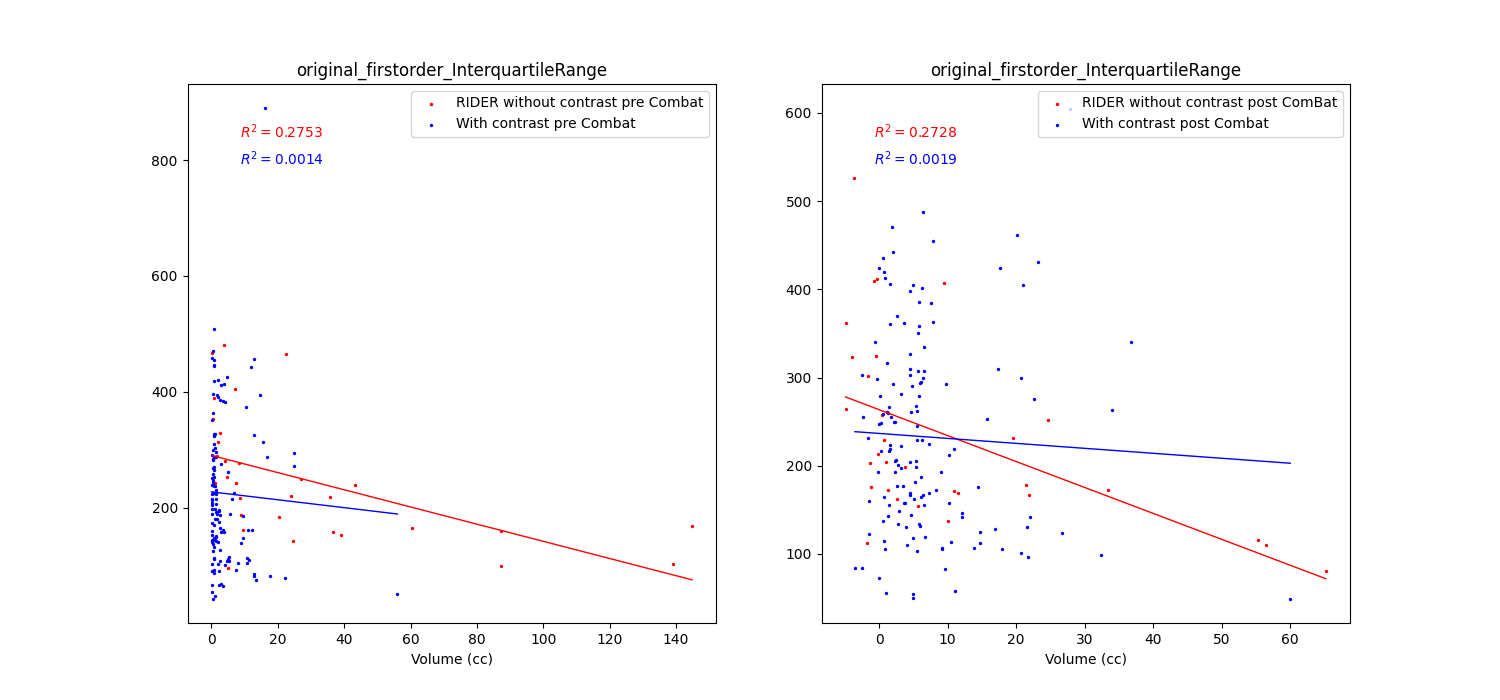 original_firstorder_InterquartileRange
RIDER without contrast pre Combat
With contrast pre Combat
R² = 0.2753
R² = 0.0014
800
600
400
200
0 20 40 60 80 100 120 140
Volume (cc)
original_firstorder_InterquartileRange
RIDER without contrast post ComBat
With contrast post Combat
R² = 0.2728
R² = 0.0019
600
500
400
300
200
100
0 10 20 30 40 50 60
Volume (cc)